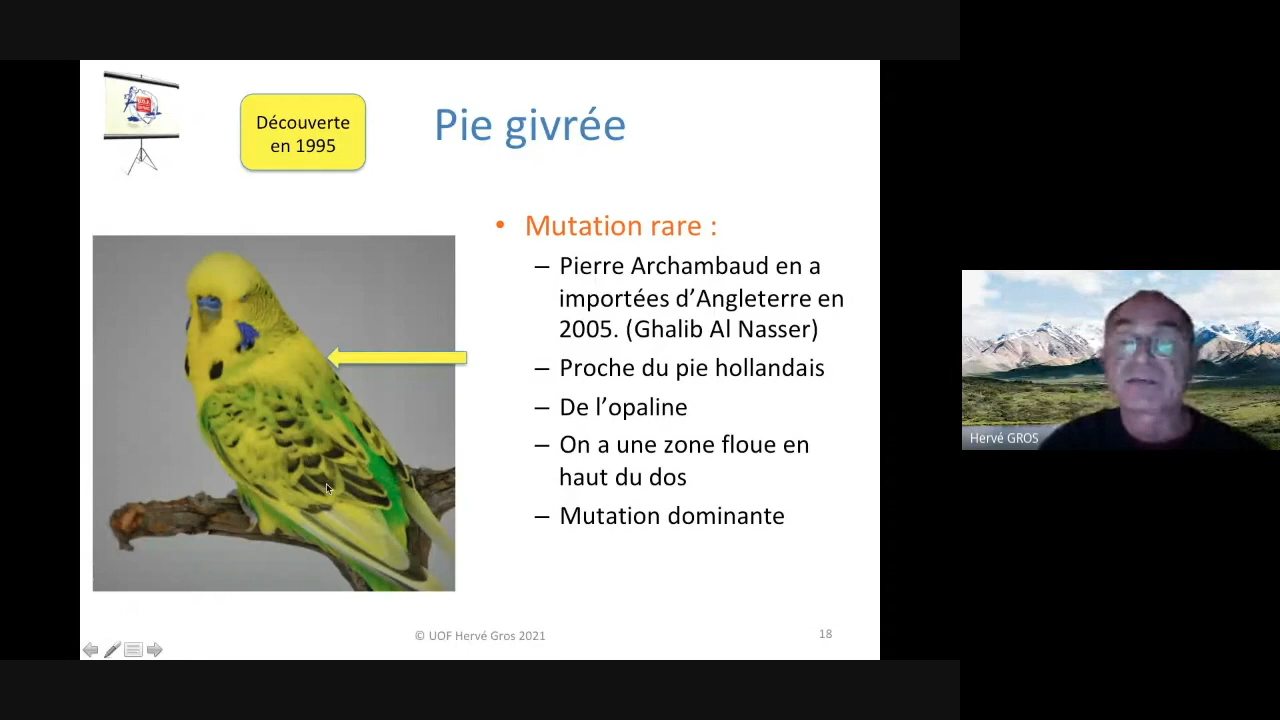 Découverte
en 1995
Pie givrée
• Mutation rare :
– Pierre Archambaud en a
importées d’Angleterre en
2005. (Ghalib Al Nasser)
– Proche du pie hollandais
– De l’opaline
– On a une zone floue en
haut du dos
– Mutation dominante
Hervé GROS
© UOF Hervé Gros 2021
18